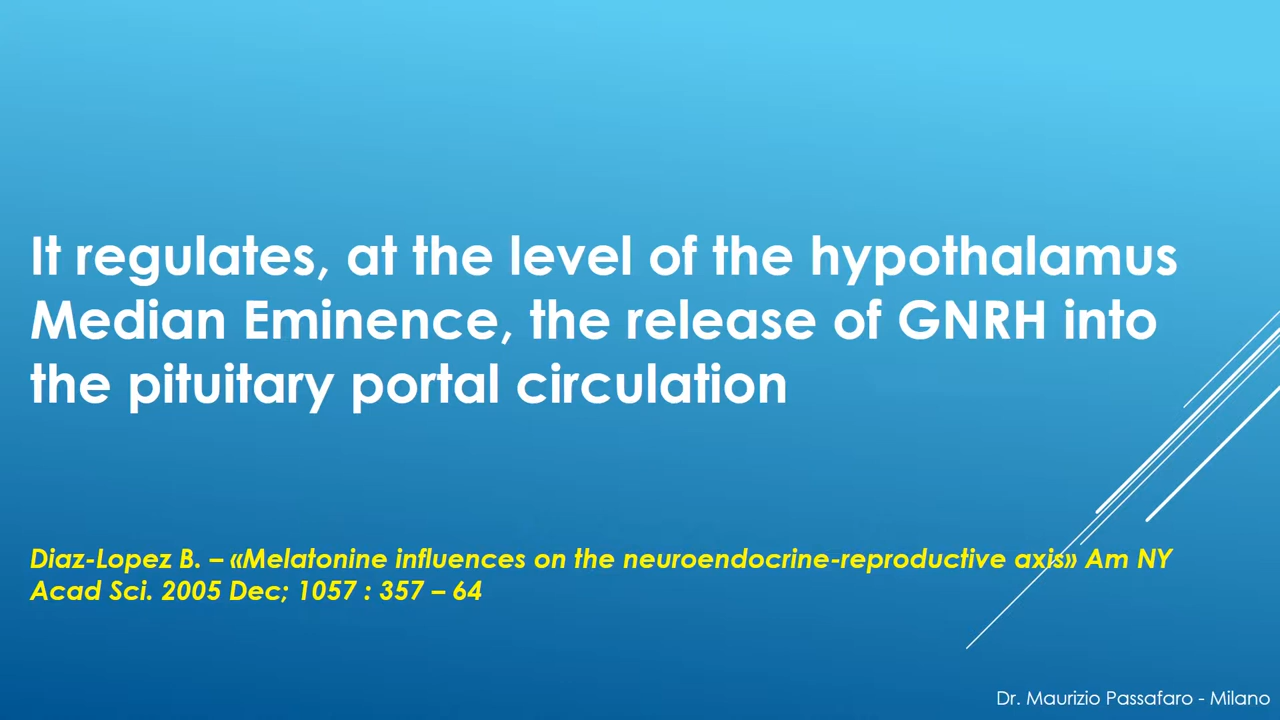 It regulates, at the level of the hypothalamus
Median Eminence, the release of GNRH into
the pituitary portal circulation
Diaz-Lopez B. – «Melatonine influences on the neuroendocrine-reproductive axis» Am NY
Acad Sci. 2005 Dec; 1057 : 357 – 64
Dr. Maurizio Passafaro - Milano